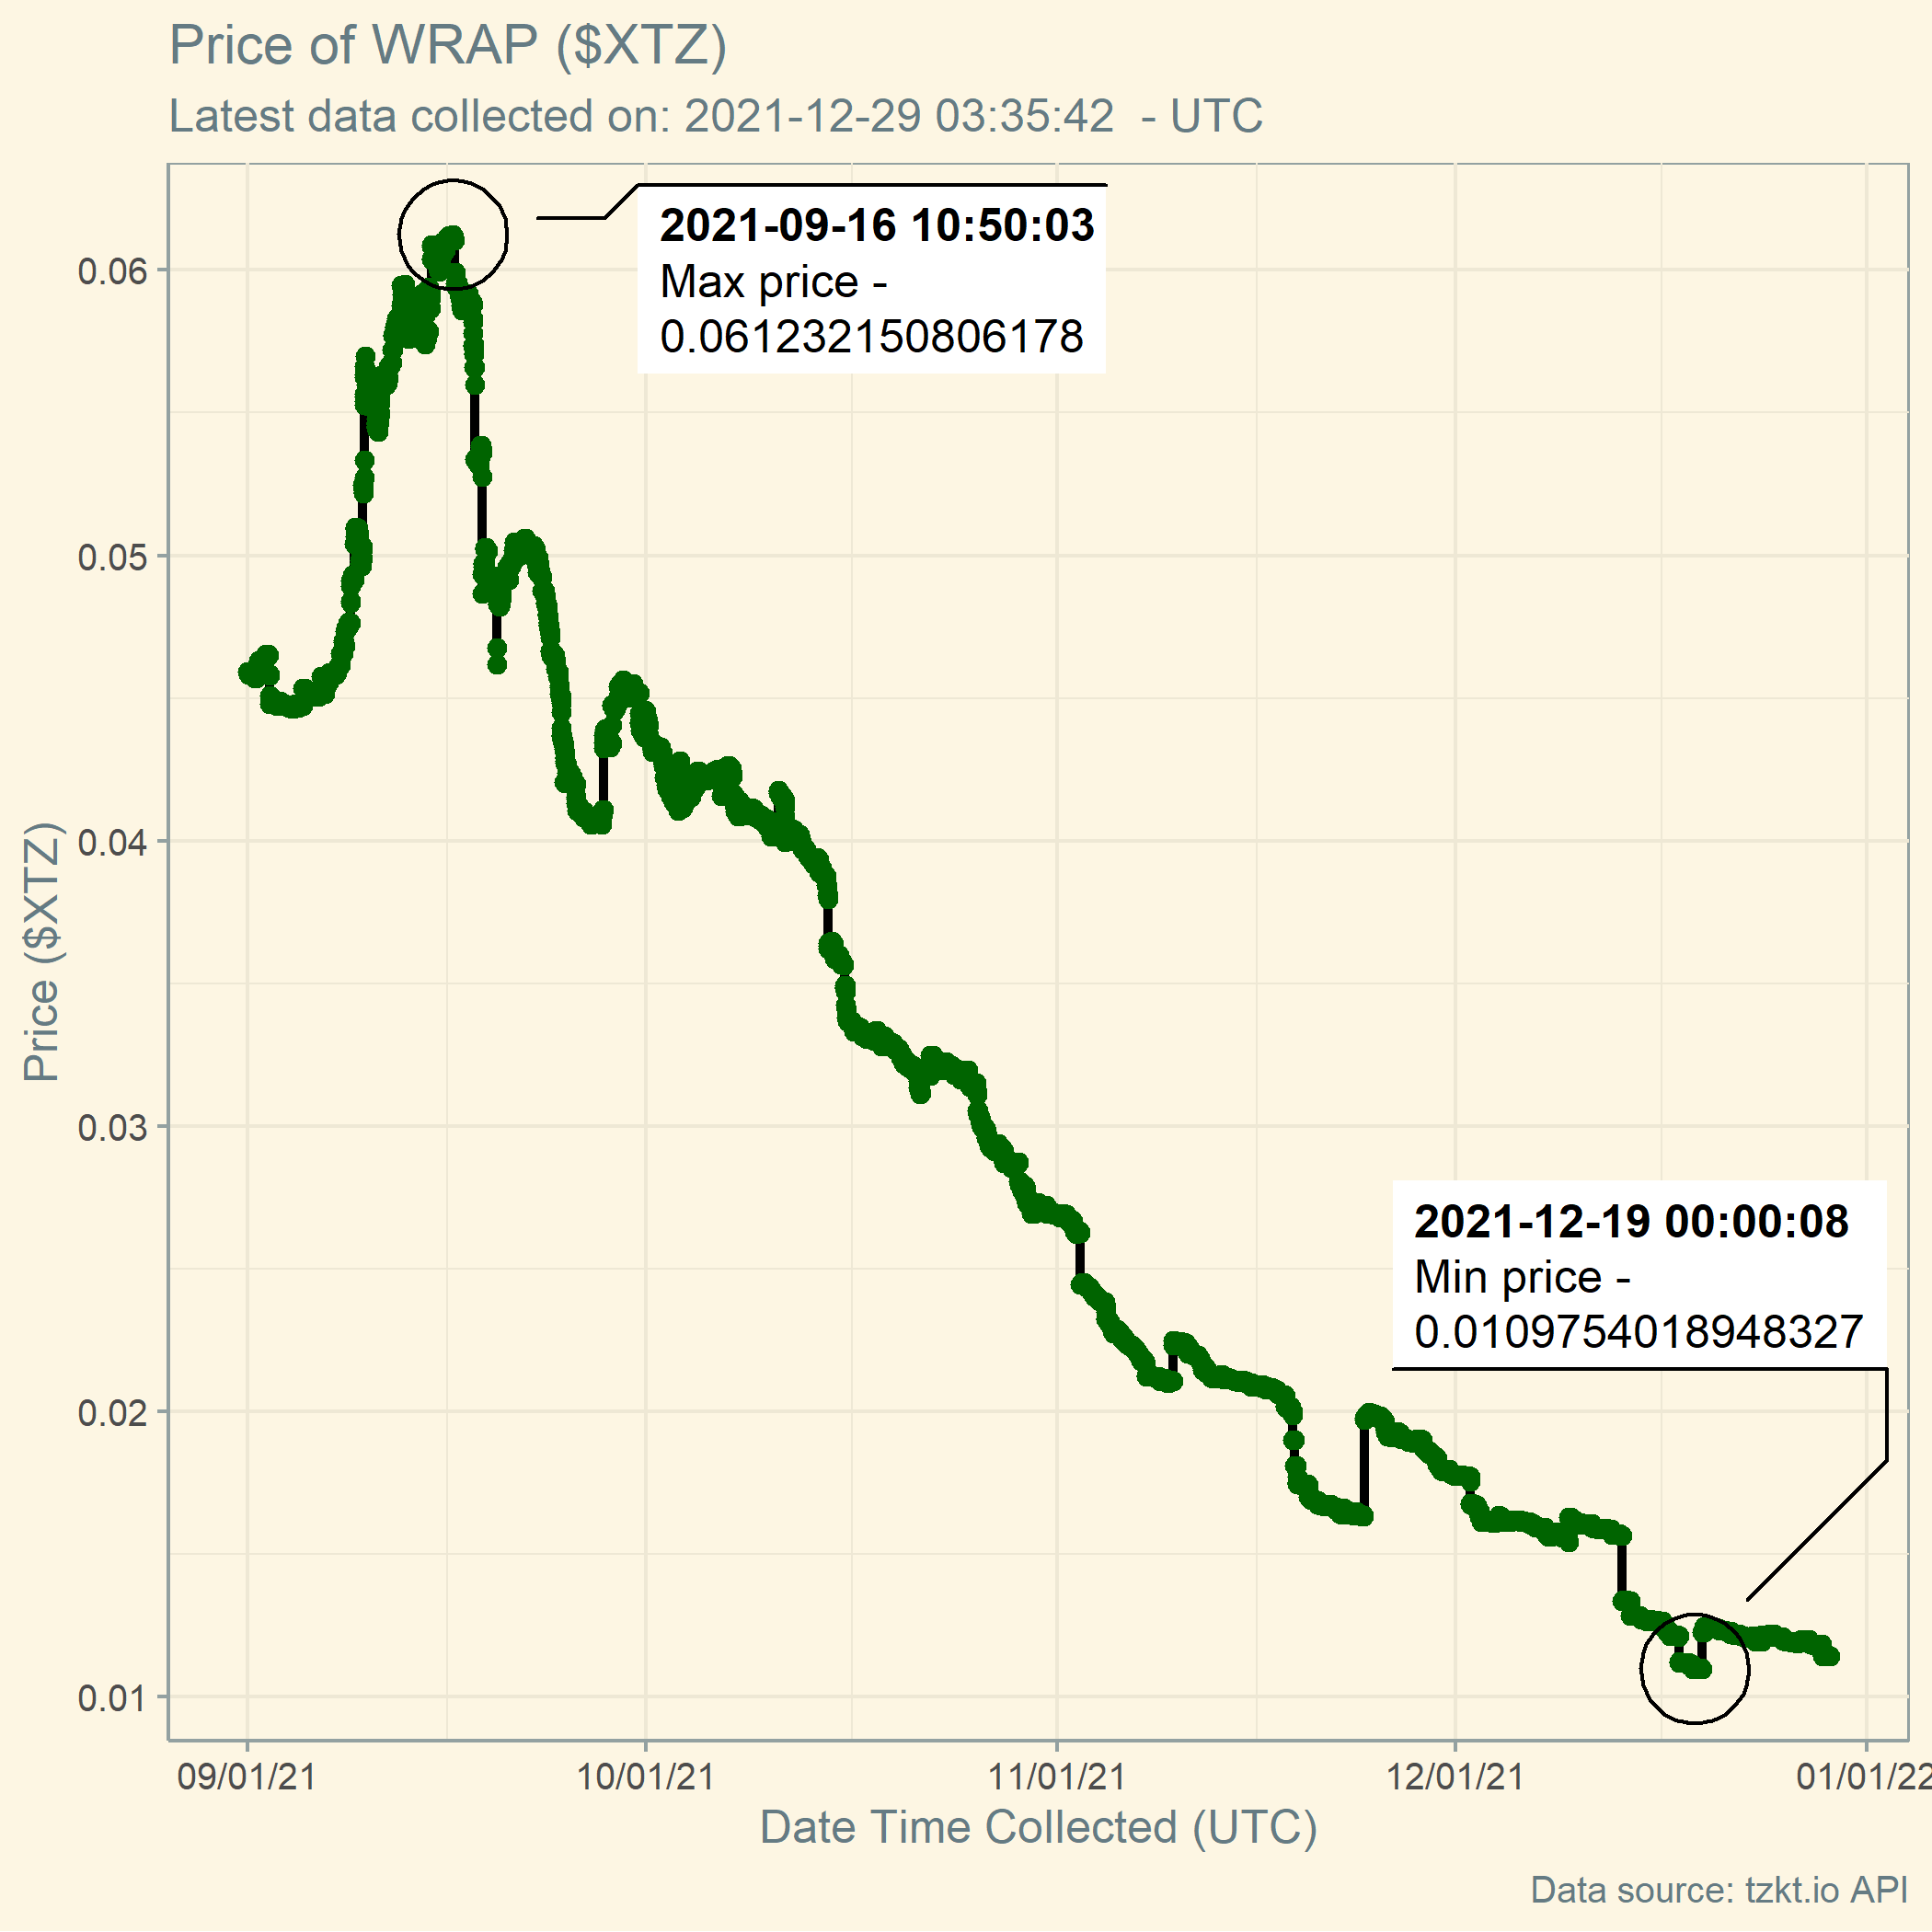 Price of WRAP ($XTZ)
Latest data collected on: 2021-12-29 03:35:42  - UTC
2021-09-16 10:50:03
Max price -
0.061232150806178
2021-12-19 00:00:08
Min price -
0.0109754018948327
Price ($XTZ)
0.06
0.05
0.04
0.03
0.02
0.01
09/01/21
10/01/21
11/01/21
12/01/21
01/01/22
Date Time Collected (UTC)
Data source: tzkt.io API